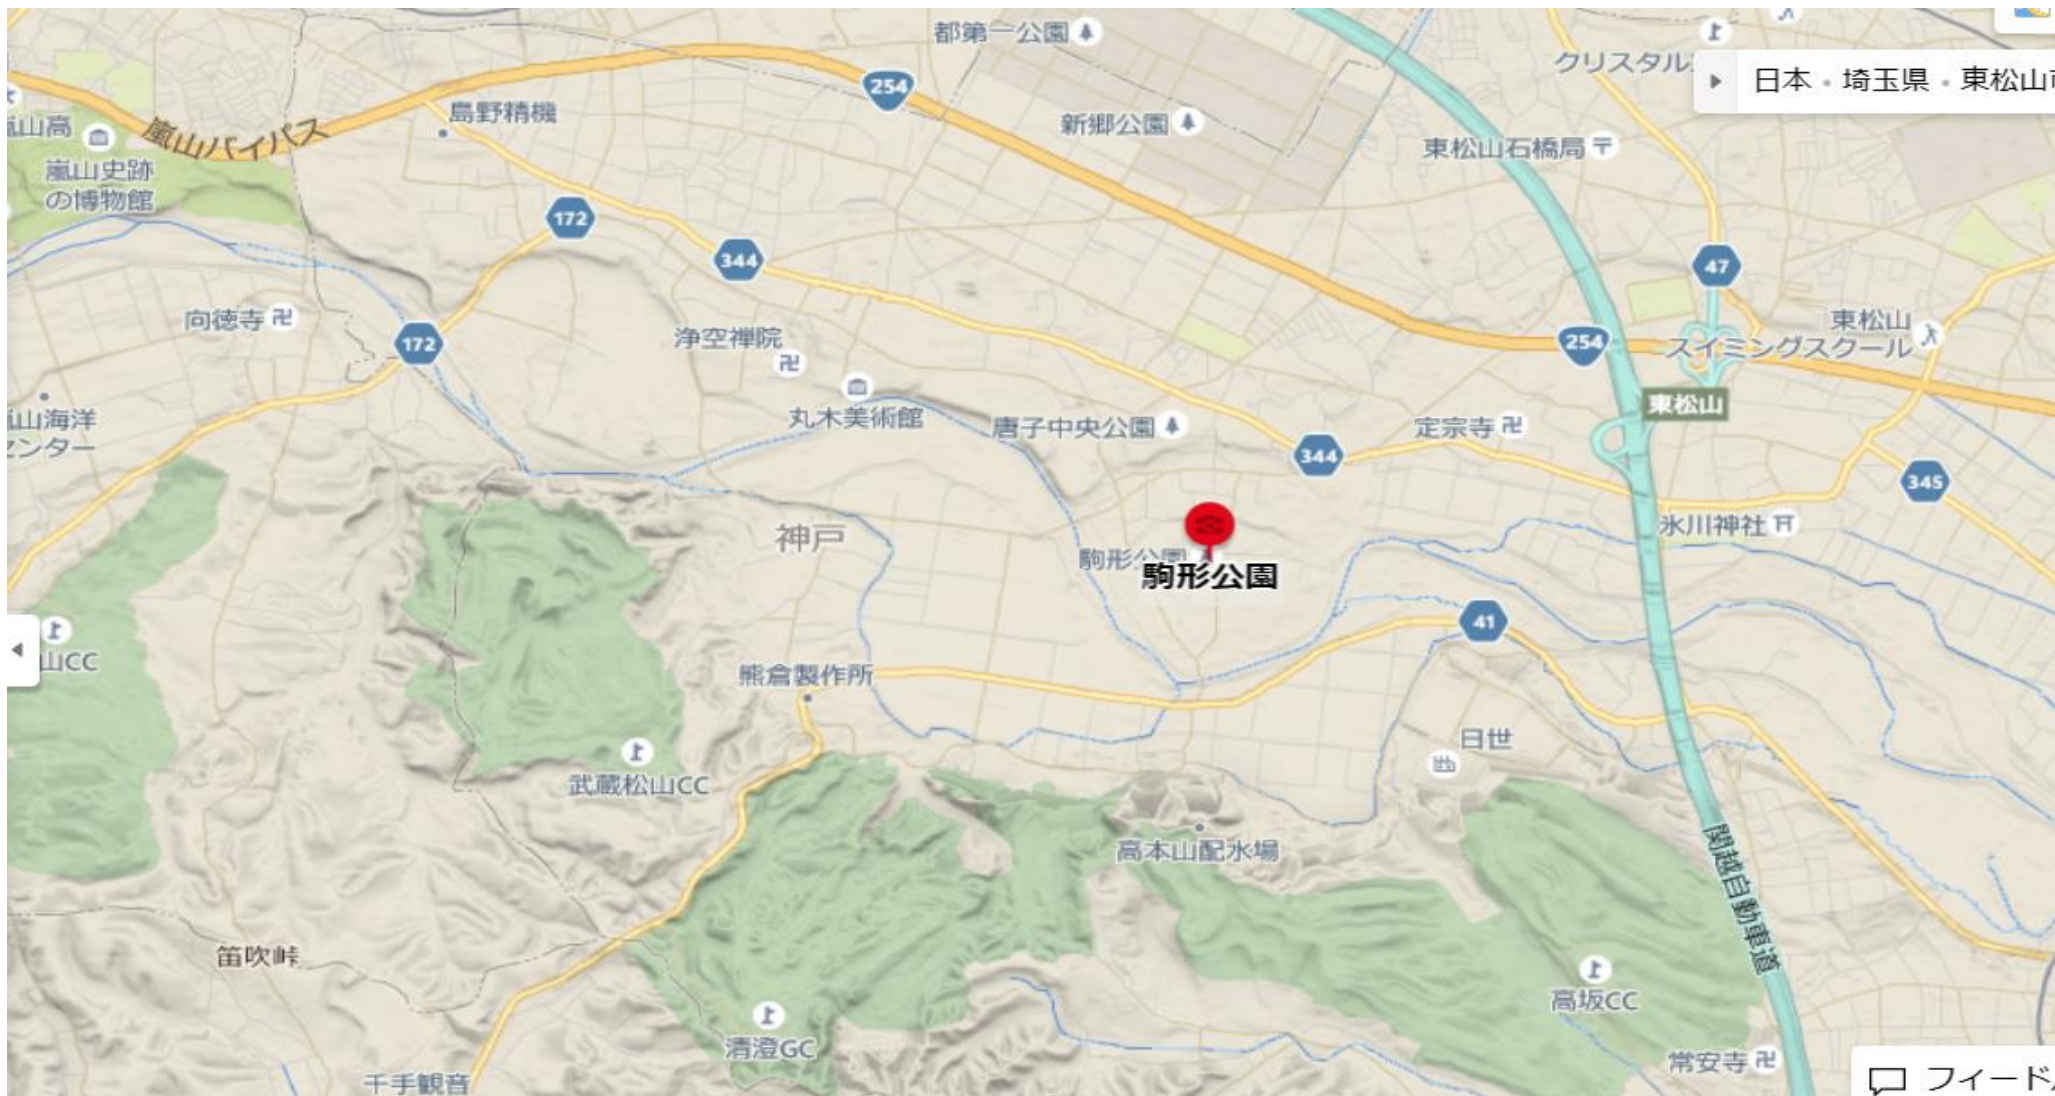 都第一公園
254
クリスタル
日本・埼玉県・東松山市
島野精機
嵐山高
嵐山バイパス
新郷公園
東松山石橋局
嵐山史跡
の博物館
172
344
47
向徳寺
172
浄空禅院
254
東松山
スイミングスクール
東松山
山海洋
センター
丸木美術館
唐子中央公園
定宗寺
344
345
神戸
氷川神社
駒形公園
駒形公園
41
山CC
熊倉製作所
日世
武蔵松山CC
高本山配水場
関越自動車道
笛吹峠
高坂CC
清澄GC
常安寺
千手観音
フィード